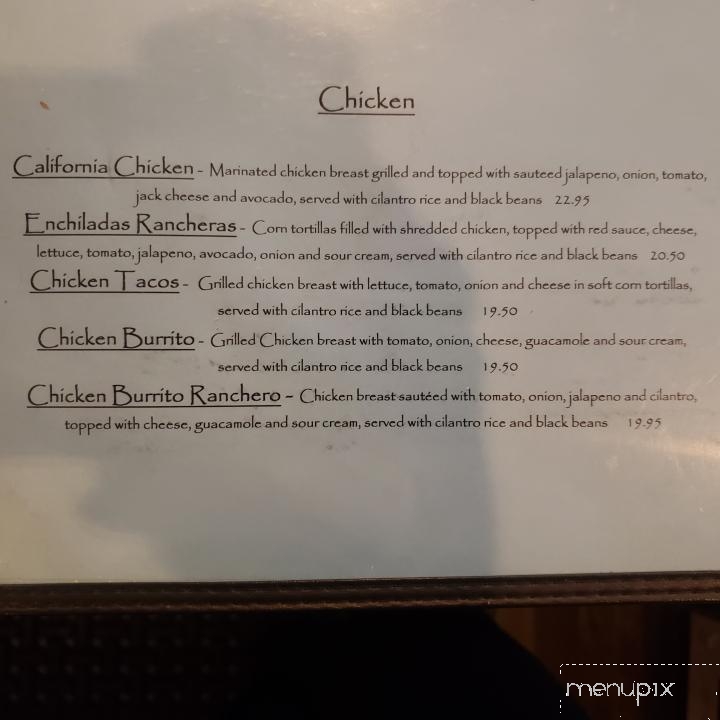 Chicken
California Chicken - Marinated chicken breast grilled and topped with sauteed jalapeno, onion, tomato,
jack cheese and avocado, served with cilantro rice and black beans 22.95
Enchiladas Rancheras - Corn tortillas filled with shredded chicken, topped with red sauce, cheese,
lettuce, tomato, jalapeno, avocado, onion and sour cream, served with cilantro rice and black beans 20.50
Chicken Tacos - Grilled chicken breast with lettuce, tomato, onion and cheese in soft corn tortillas,
served with cilantro rice and black beans 19.50
Chicken Burrito - Grilled Chicken breast with tomato, onion, cheese, guacamole and sour cream,
served with cilantro rice and black beans 19.50
Chicken Burrito Ranchero - Chicken breast sautéed with tomato, onion, jalapeno and cilantro,
topped with cheese, guacamole and sour cream, served with cilantro rice and black beans 19.95
menupix